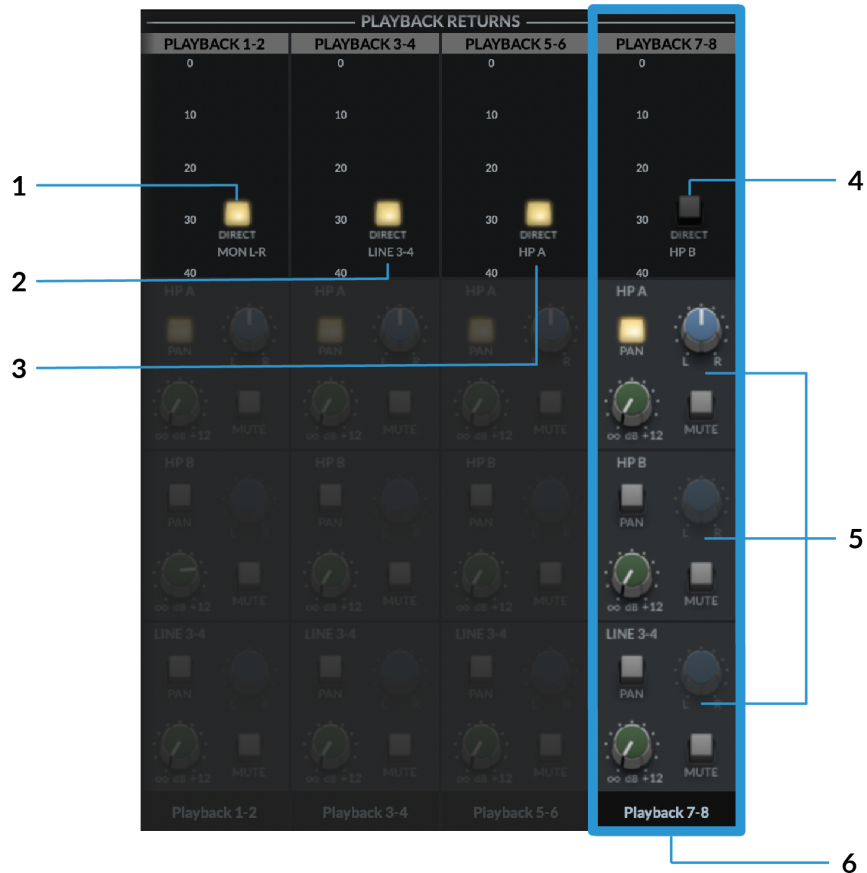 PLAYBACK RETURNS
PLAYBACK 1-2 PLAYBACK 3-4 PLAYBACK 5-6 PLAYBACK 7-8
0 0 0 0
10 10 10 10
20 20 20 20
1 4
30 30 30 30
DIRECT DIRECT DIRECT DIRECT
MON L-R LINE 3-4 HP A HP B
2
40 40 40 40
HP A HP A HP A HP A
PAN PAN PAN PAN
L R L R R L R
3
∞ dB +12 MUTE ∞ dB +12 MUTE ∞ dB +12 MUTE ∞ dB +12 MUTE
HP B HP B HP B HP B
PAN PAN PAN PAN
L R L R L R L R
5
∞ dB +12 MUTE ∞ dB +12 MUTE ∞ dB +12 MUTE ∞ dB +12 MUTE
LINE 3-4 LINE 3-4 LINE 3-4 LINE 3-4
PAN PAN PAN PAN
L R L R L R L R
∞ dB +12 MUTE ∞ dB +12 MUTE ∞ dB +12 MUTE ∞ dB +12 MUTE
Playback 1-2 Playback 3-4 Playback 5-6 Playback 7-8
6